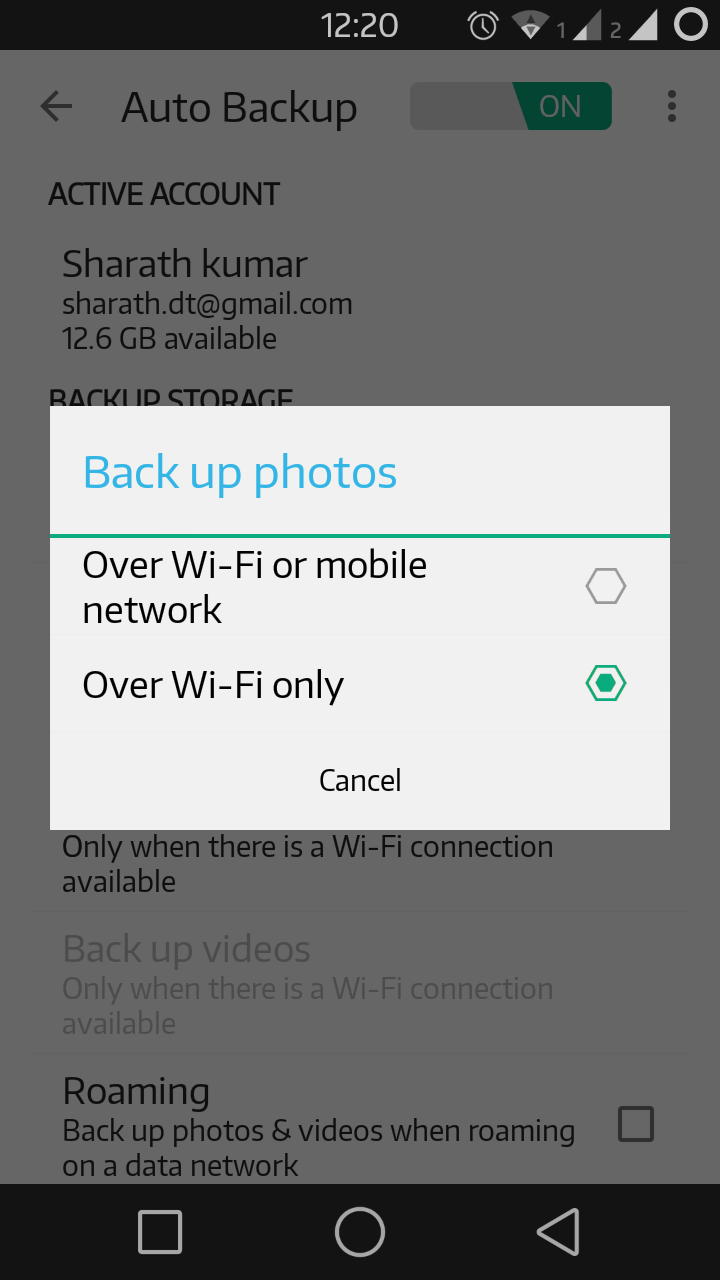 12:20
1
2
Auto Backup
ON
ACTIVE ACCOUNT
Sharath kumar
sharath.dt@gmail.com
12.6 GB available
BACKUP STORAGE
Back up photos
Over Wi-Fi or mobile
network
Over Wi-Fi only
Cancel
Only when there is a Wi-Fi connection
available
Back up videos
Only when there is a Wi-Fi connection
available
Roaming
Back up photos & videos when roaming
on a data network